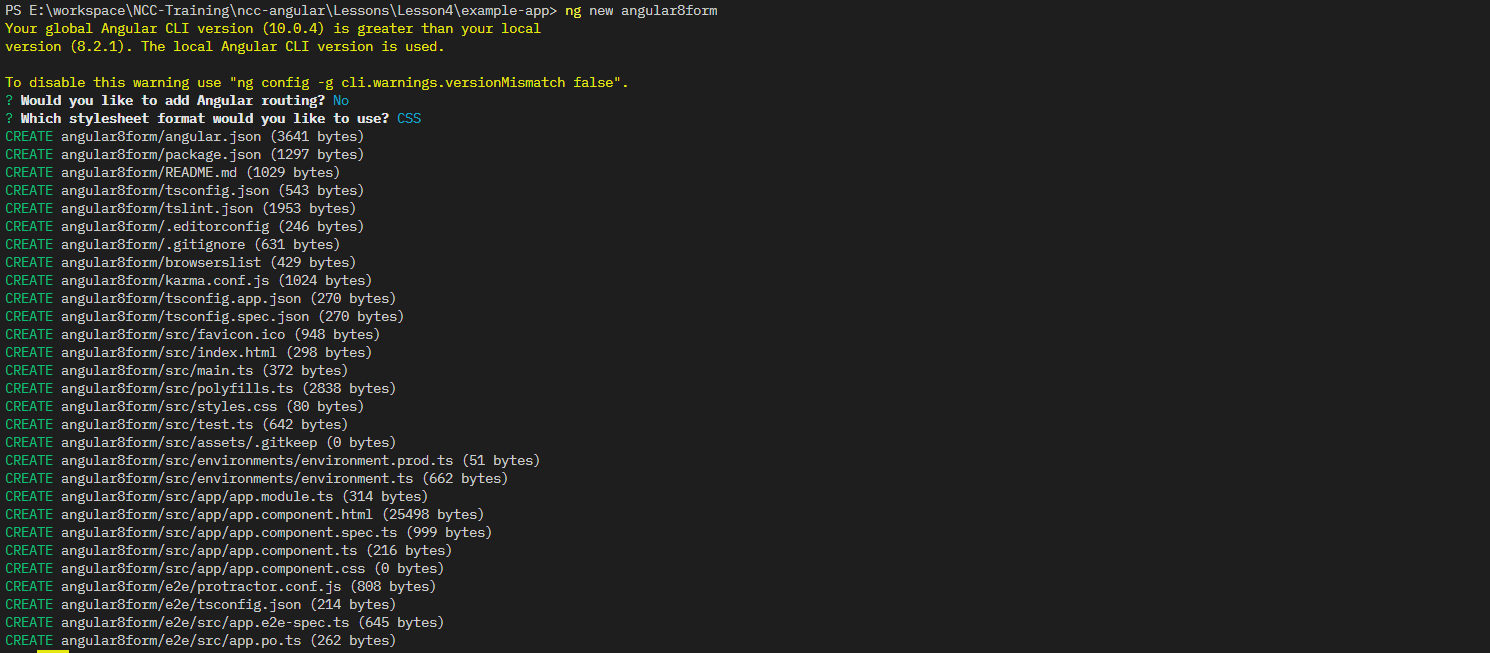 PS E:\workspace\NCC-Training\ncc-angular\Lessons\Lesson4\example-app> ng new angular8form
Your global Angular CLI version (10.0.4) is greater than your local
version (8.2.1). The local Angular CLI version is used.
To disable this warning use "ng config -g cli.warnings.versionMismatch false".
? Would you like to add Angular routing? No
? Which stylesheet format would you like to use? CSS
CREATE angular8form/angular.json (3641 bytes)
CREATE angular8form/package.json (1297 bytes)
CREATE angular8form/README.md (1029 bytes)
CREATE angular8form/tsconfig.json (543 bytes)
CREATE angular8form/tslint.json (1953 bytes)
CREATE angular8form/.editorconfig (246 bytes)
CREATE angular8form/.gitignore (631 bytes)
CREATE angular8form/browserslist (429 bytes)
CREATE angular8form/karma.conf.js (1024 bytes)
CREATE angular8form/tsconfig.app.json (270 bytes)
CREATE angular8form/tsconfig.spec.json (270 bytes)
CREATE angular8form/src/favicon.ico (948 bytes)
CREATE angular8form/src/index.html (298 bytes)
CREATE angular8form/src/main.ts (372 bytes)
CREATE angular8form/src/polyfills.ts (2838 bytes)
CREATE angular8form/src/styles.css (80 bytes)
CREATE angular8form/src/test.ts (642 bytes)
CREATE angular8form/src/assets/.gitkeep (0 bytes)
CREATE angular8form/src/environments/environment.prod.ts (51 bytes)
CREATE angular8form/src/environments/environment.ts (662 bytes)
CREATE angular8form/src/app/app.module.ts (314 bytes)
CREATE angular8form/src/app/app.component.html (25498 bytes)
CREATE angular8form/src/app/app.component.spec.ts (999 bytes)
CREATE angular8form/src/app/app.component.ts (216 bytes)
CREATE angular8form/src/app/app.component.css (0 bytes)
CREATE angular8form/e2e/protractor.conf.js (808 bytes)
CREATE angular8form/e2e/tsconfig.json (214 bytes)
CREATE angular8form/e2e/src/app.e2e-spec.ts (645 bytes)
CREATE angular8form/e2e/src/app.po.ts (262 bytes)